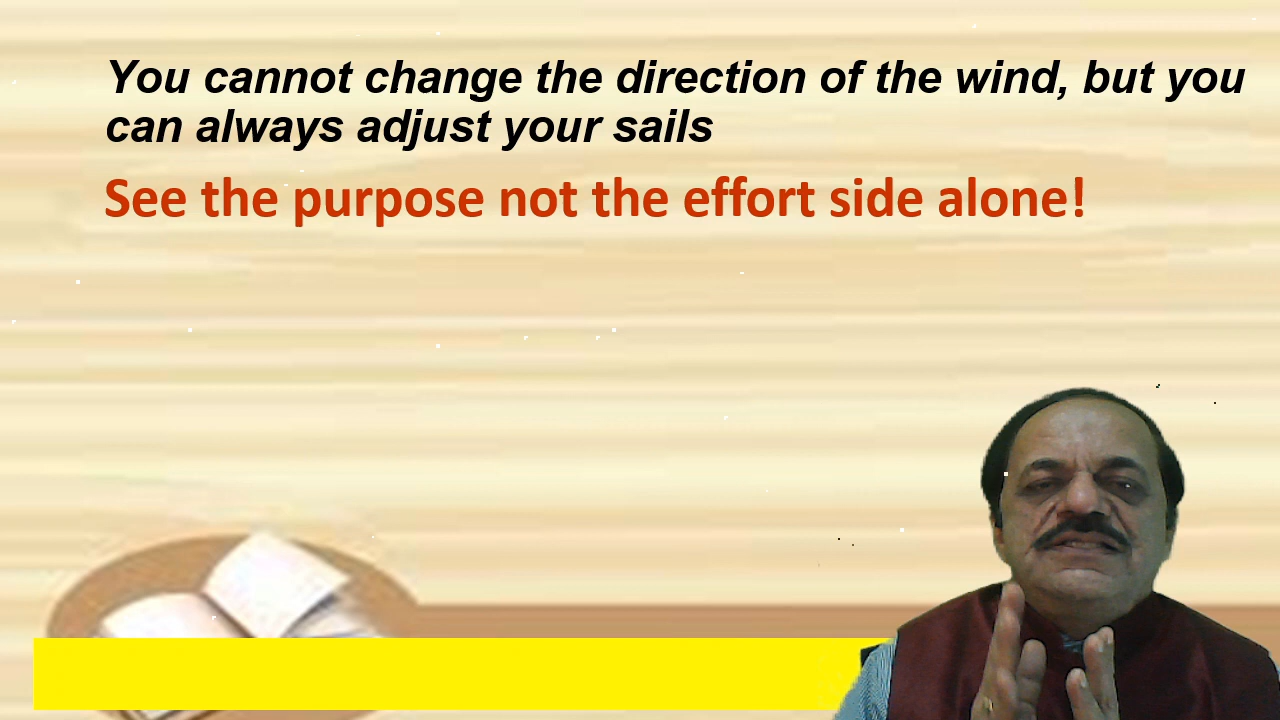 You cannot change the direction of the wind, but you
can always adjust your sails
See the purpose not the effort side alone!